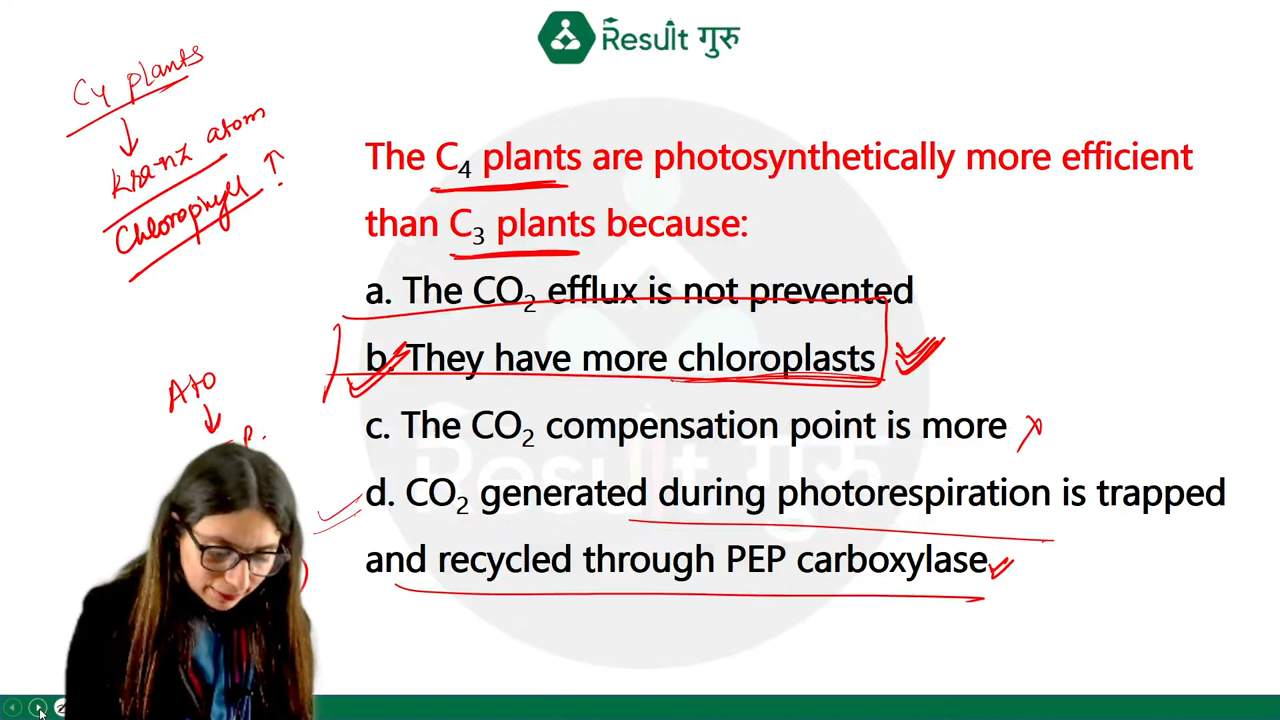 Result गुरु
C4 plants
Kranz atom
Chlorophyll ↑
The C₄ plants are photosynthetically more efficient
than C₃ plants because:
a. The CO₂ efflux is not prevented
b. They have more chloroplasts
c. The CO₂ compensation point is more
d. CO₂ generated during photorespiration is trapped
and recycled through PEP carboxylase